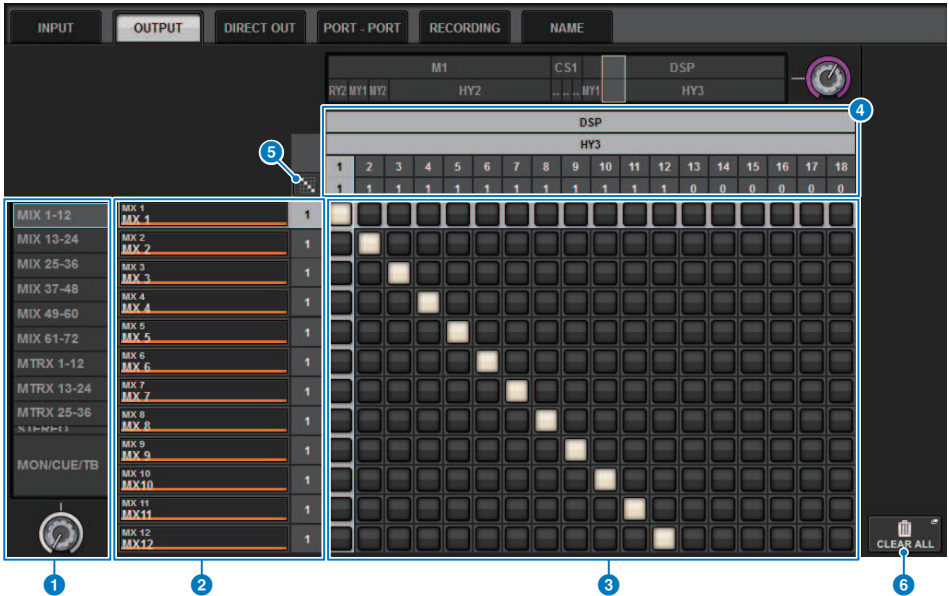 INPUT OUTPUT DIRECT OUT PORT - PORT RECORDING NAME
M1 CS1 DSP
RY2 MY1 MY2 HY2 .. .. .. MY1 HY3
4
DSP
HY3
5
1 2 3 4 5 6 7 8 9 10 11 12 13 14 15 16 17 18
1 1 1 1 1 1 1 1 1 1 1 1 0 0 0 0 0 0
MIX 1-12
MIX 13-24
MIX 25-36
MIX 37-48
MIX 49-60
MIX 61-72
MTRX 1-12
MTRX 13-24
MTRX 25-36
STEREO
MON/CUE/TB
MX 1
MX 1 1
MX 2
MX 2 1
MX 3
MX 3 1
MX 4
MX 4 1
MX 5
MX 5 1
MX 6
MX 6 1
MX 7
MX 7 1
MX 8
MX 8 1
MX 9
MX 9 1
MX 10
MX10 1
MX 11
MX11 1
MX 12
MX12 1
CLEAR ALL
1 2 3 6